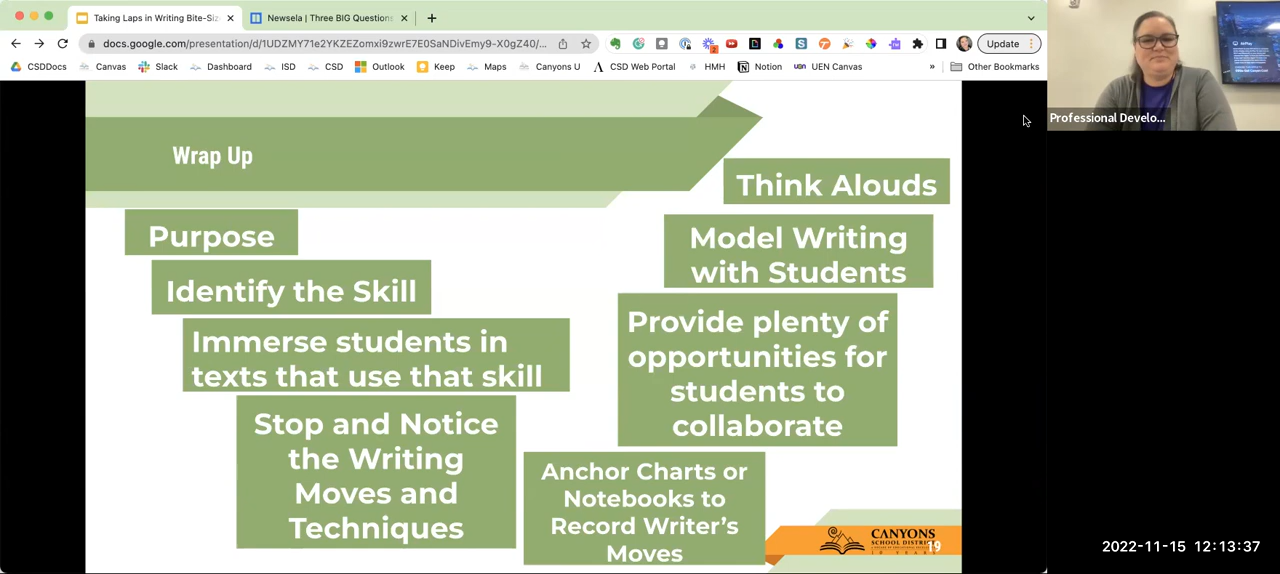 Taking Laps in Writing Bite-Siz
Newsela | Three BIG Questions
docs.google.com/presentation/d/1UDZMY71e2YKZEZomxi9zwrE7E0SaNDivEmy9-X0gZ40/...
Update
CSDDocs
Canvas
Slack
Dashboard
ISD
CSD
Outlook
Keep
Maps
Canyons U
CSD Web Portal
HMH
Notion
UEN Canvas
»
Other Bookmarks
Professional Develo...
Wrap Up
Purpose
Identify the Skill
Immerse students in
texts that use that skill
Stop and Notice
the Writing
Moves and
Techniques
Anchor Charts or
Notebooks to
Record Writer's
Moves
Think Alouds
Model Writing
with Students
Provide plenty of
opportunities for
students to
collaborate
CANYONS
SCHOOL DISTRICT
19
2022-11-15 12:13:37